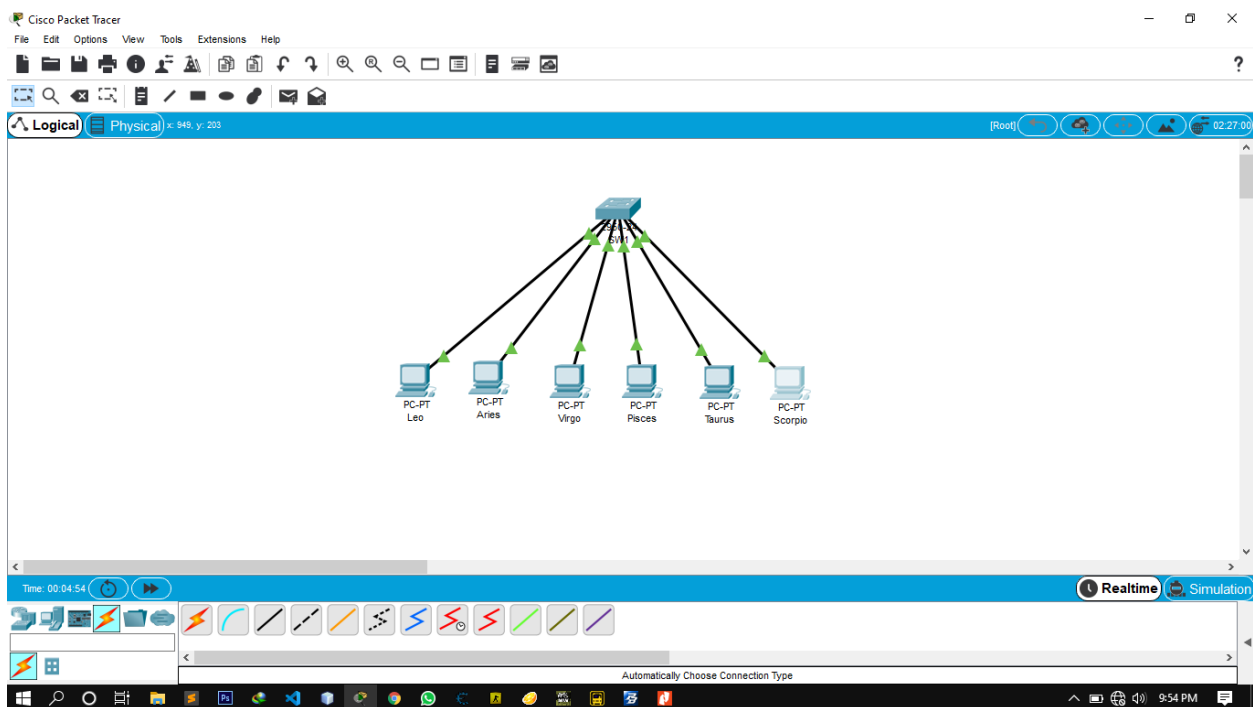 Cisco Packet Tracer
File Edit Options View Tools Extensions Help
?
Logical Physical x: 949, y: 203 [Root] 02:27:00
SW1
PC-PT
Leo
PC-PT
Aries
PC-PT
Virgo
PC-PT
Pisces
PC-PT
Taurus
PC-PT
Scorpio
Time: 00:04:54 Realtime Simulation
Automatically Choose Connection Type
9:54 PM